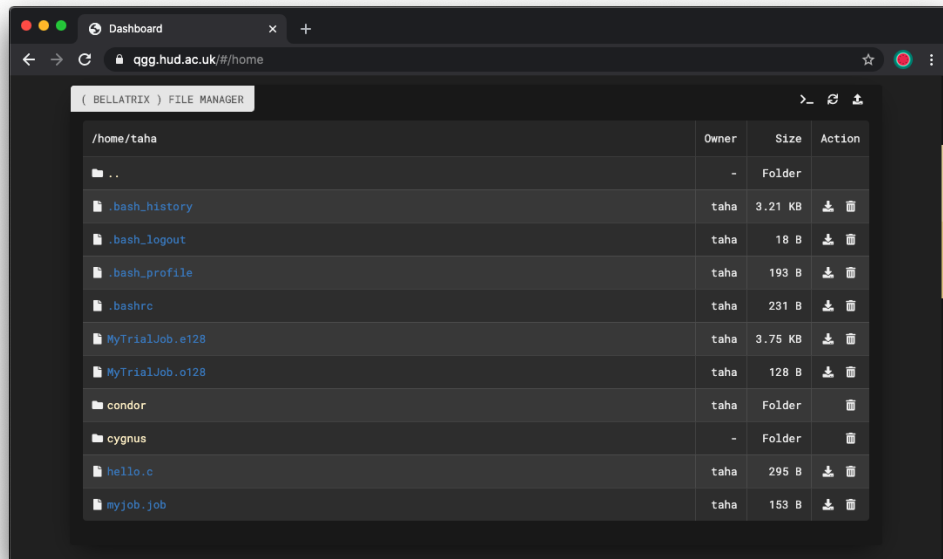 Dashboard
qgg.hud.ac.uk/#/home
( BELLATRIX ) FILE MANAGER
/home/taha Owner Size Action
.. - Folder
.bash_history taha 3.21 KB
.bash_logout taha 18 B
.bash_profile taha 193 B
.bashrc taha 231 B
MyTrialJob.e128 taha 3.75 KB
MyTrialJob.o128 taha 128 B
condor taha Folder
cygnus - Folder
hello.c taha 295 B
myjob.job taha 153 B